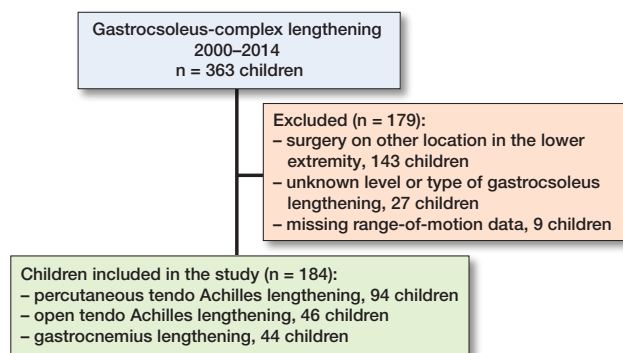 Gastrocsoleus-complex lengthening
2000–2014
n = 363 children
Excluded (n = 179):
– surgery on other location in the lower
extremity, 143 children
– unknown level or type of gastrocsoleus
lengthening, 27 children
– missing range-of-motion data, 9 children
Children included in the study (n = 184):
– percutaneous tendo Achilles lengthening, 94 children
– open tendo Achilles lengthening, 46 children
– gastrocnemius lengthening, 44 children